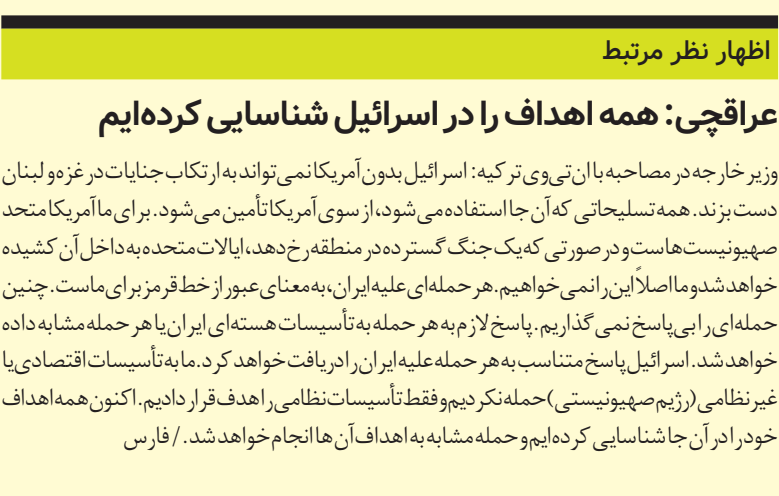 اظهار نظر مرتبط
عراقچی: همه اهداف را در اسرائیل شناسایی کرده‌ایم
وزیر خارجه در مصاحبه با ان‌تی‌وی ترکیه: اسرائیل بدون آمریکا نمی‌تواند به ارتکاب جنایات در غزه و لبنان
دست بزند. همه تسلیحاتی که آن جا استفاده می‌شود، از سوی آمریکا تأمین می‌شود. برای ما آمریکا متحد
صهیونیست‌هاست و در صورتی که یک جنگ گسترده در منطقه رخ دهد، ایالات متحده به داخل آن کشیده
خواهد شد و ما اصلاً این را نمی‌خواهیم. هر حمله‌ای علیه ایران، به معنای عبور از خط قرمز برای ماست. چنین
حمله‌ای را بی‌پاسخ نمی‌گذاریم. پاسخ لازم به هر حمله به تأسیسات هسته‌ای ایران یا هر حمله مشابه داده
خواهد شد. اسرائیل پاسخ متناسب به هر حمله علیه ایران را دریافت خواهد کرد. ما به تأسیسات اقتصادی یا
غیرنظامی (رژیم صهیونیستی) حمله نکردیم و فقط تأسیسات نظامی را هدف قرار دادیم. اکنون همه اهداف
خود را در آن جا شناسایی کرده‌ایم و حمله مشابه به اهداف آن ها انجام خواهد شد. / فارس